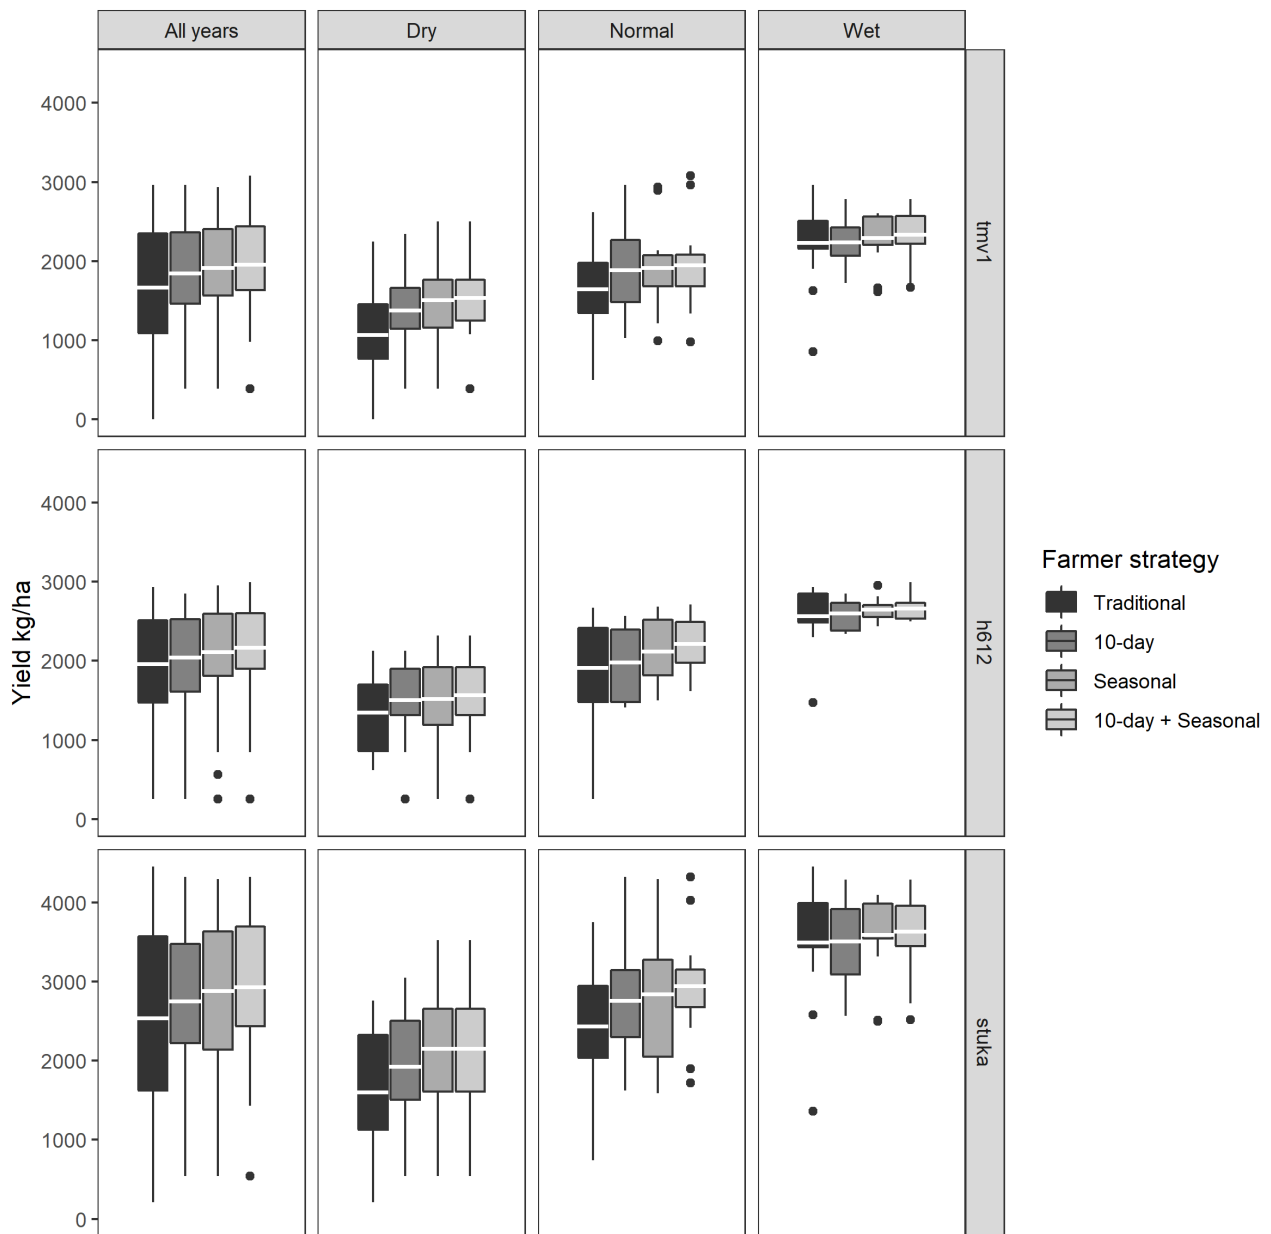 All years
Dry
Normal
Wet
4000
3000
2000
1000
0
tmv1
4000
3000
2000
1000
0
h612
4000
3000
2000
1000
0
stuka
Yield kg/ha
Farmer strategy
Traditional
10-day
Seasonal
10-day + Seasonal